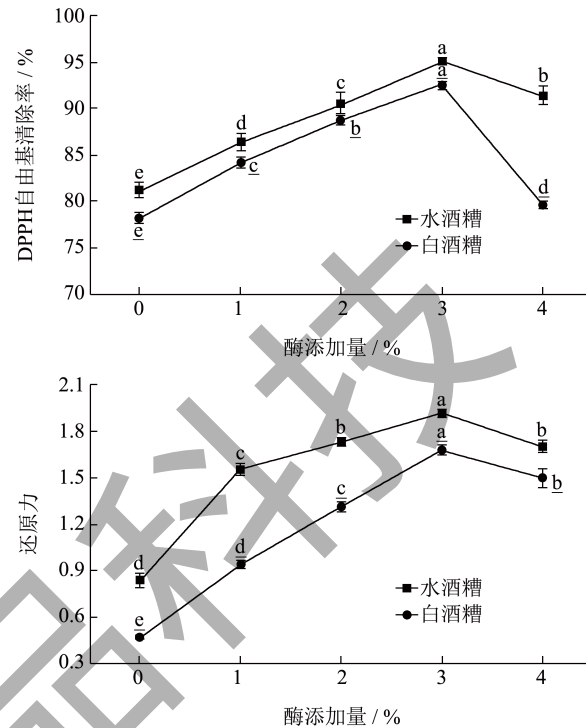 100
a
95
a
b
c
90
d
b
85
e
c
80
d
e
75
水酒糟
白酒糟
70
0 1 2 3 4
DPPH自由基清除率 / %
酶添加量 / %
2.1
a
1.8
b
b
a
c
1.5
b
c
1.2
d
d
0.9
水酒糟
e
白酒糟
0.6
0.3
0 1 2 3 4
还原力
酶添加量 / %
品科技